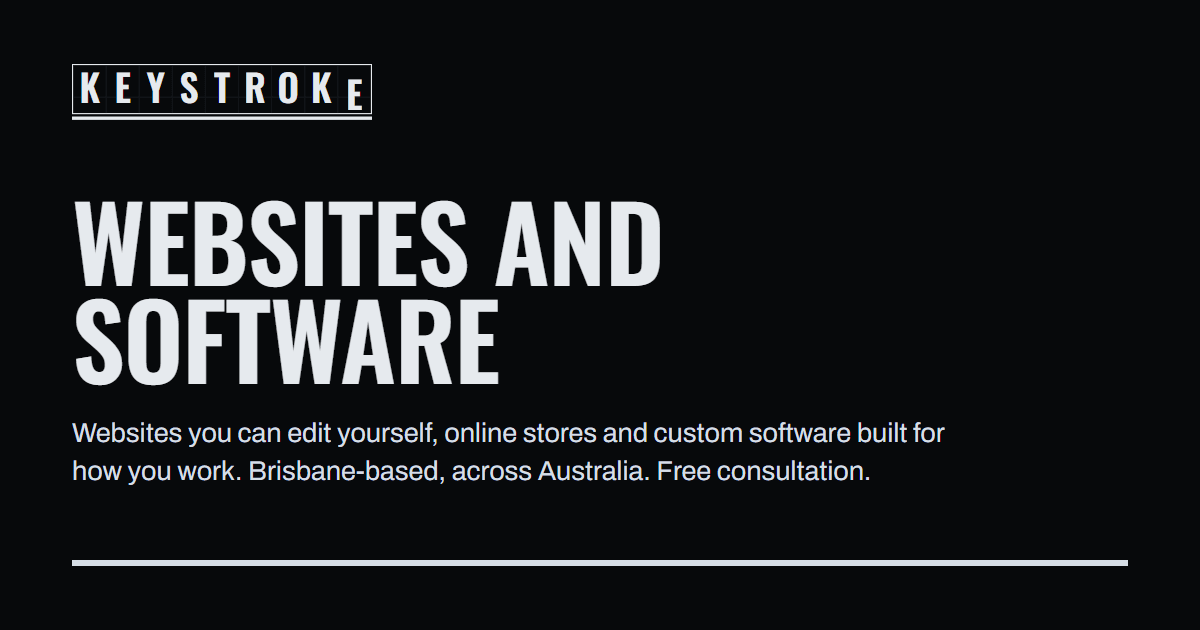 KEYSTROKE
WEBSITES AND
SOFTWARE
Websites you can edit yourself, online stores and custom software built for
how you work. Brisbane-based, across Australia. Free consultation.